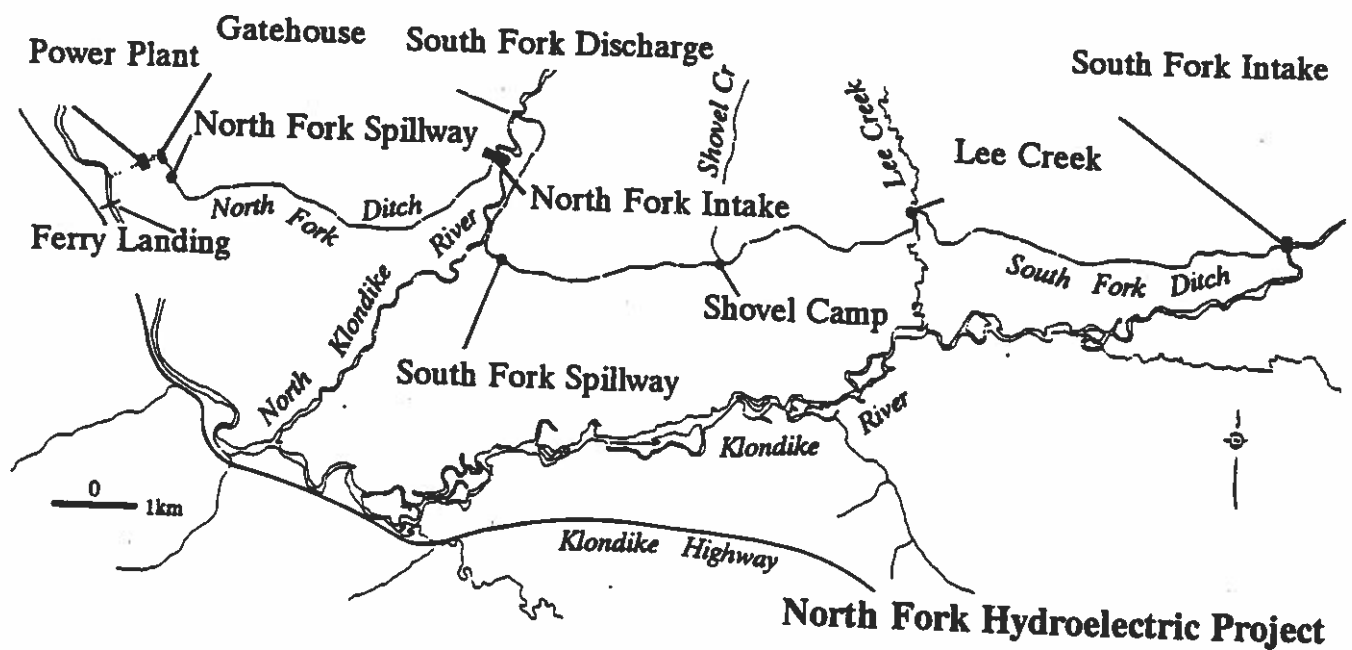 Gatehouse
South Fork Discharge
Power Plant
South Fork Intake
Shovel Cr
Lee Creek
North Fork Spillway
Lee Creek
North Fork Ditch
North Fork Intake
Ferry Landing
South Fork Ditch
Shovel Camp
North Klondike River
South Fork Spillway
Klondike River
0
1km
Klondike Highway
North Fork Hydroelectric Project